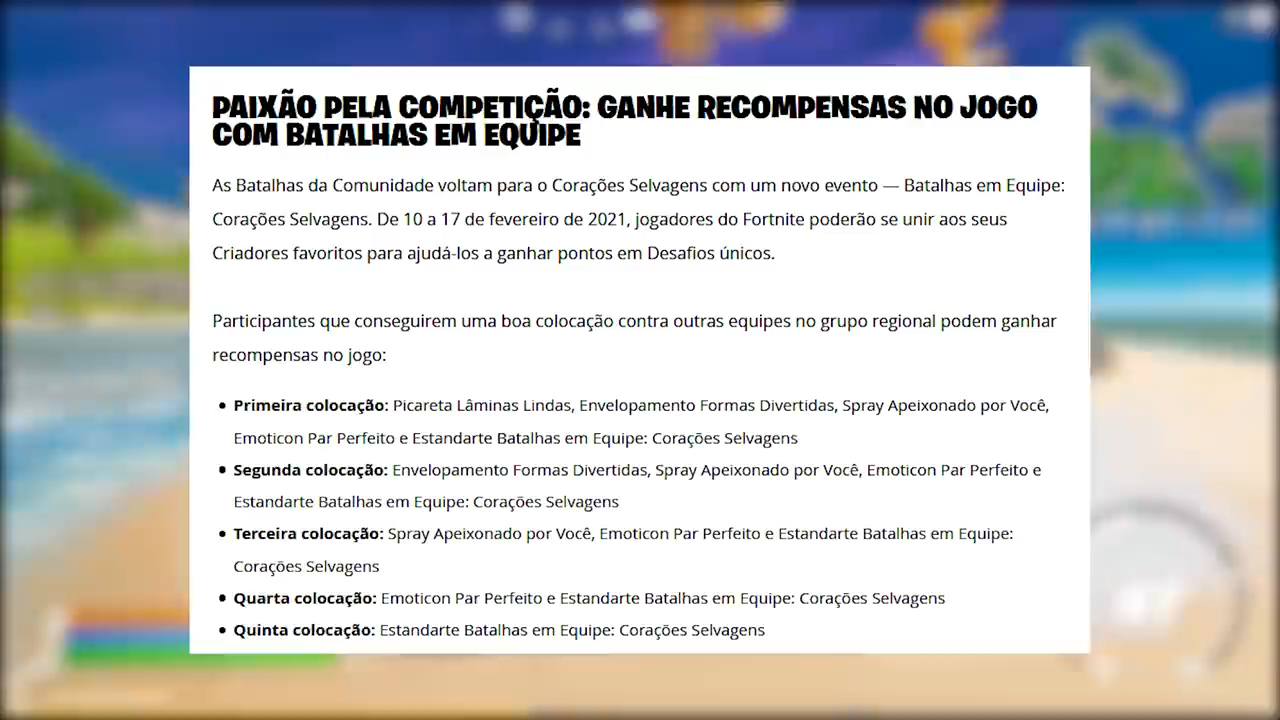 PAIXÃO PELA COMPETIÇÃO: GANHE RECOMPENSAS NO JOGO
COM BATALHAS EM EQUIPE
As Batalhas da Comunidade voltam para o Corações Selvagens com um novo evento — Batalhas em Equipe:
Corações Selvagens. De 10 a 17 de fevereiro de 2021, jogadores do Fortnite poderão se unir aos seus
Criadores favoritos para ajudá-los a ganhar pontos em Desafios únicos.
Participantes que conseguirem uma boa colocação contra outras equipes no grupo regional podem ganhar
recompensas no jogo:
• Primeira colocação: Picareta Lâminas Lindas, Envelopamento Formas Divertidas, Spray Apeixonado por Você,
Emoticon Par Perfeito e Estandarte Batalhas em Equipe: Corações Selvagens
• Segunda colocação: Envelopamento Formas Divertidas, Spray Apeixonado por Você, Emoticon Par Perfeito e
Estandarte Batalhas em Equipe: Corações Selvagens
• Terceira colocação: Spray Apeixonado por Você, Emoticon Par Perfeito e Estandarte Batalhas em Equipe:
Corações Selvagens
• Quarta colocação: Emoticon Par Perfeito e Estandarte Batalhas em Equipe: Corações Selvagens
• Quinta colocação: Estandarte Batalhas em Equipe: Corações Selvagens